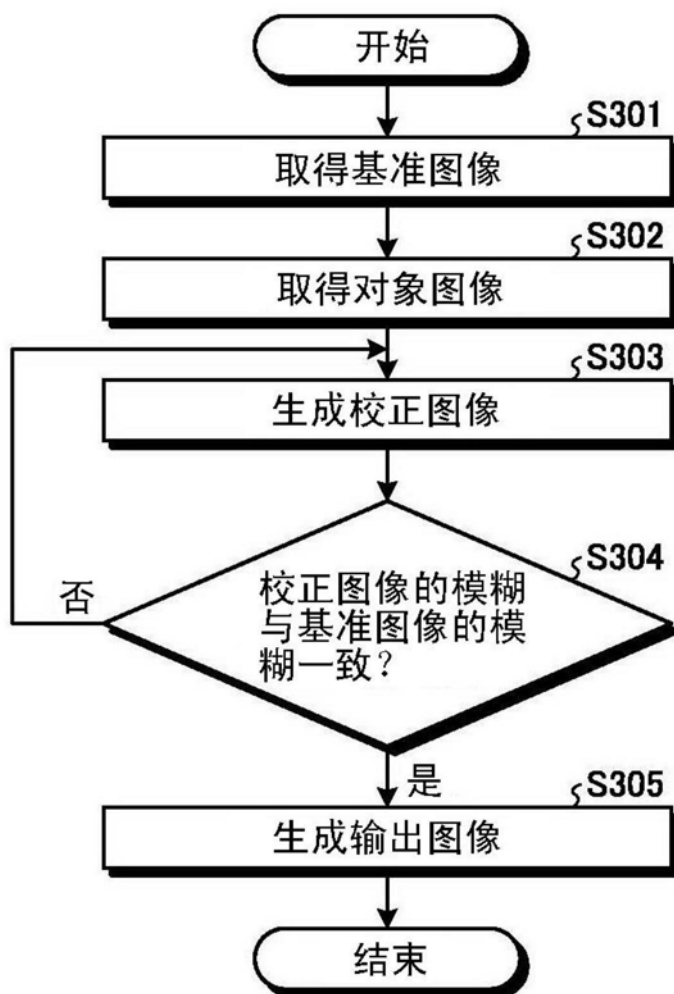 开始
S301
取得基准图像
S302
取得对象图像
S303
生成校正图像
S304
校正图像的模糊
与基准图像的模
糊一致？
否
是
S305
生成输出图像
结束